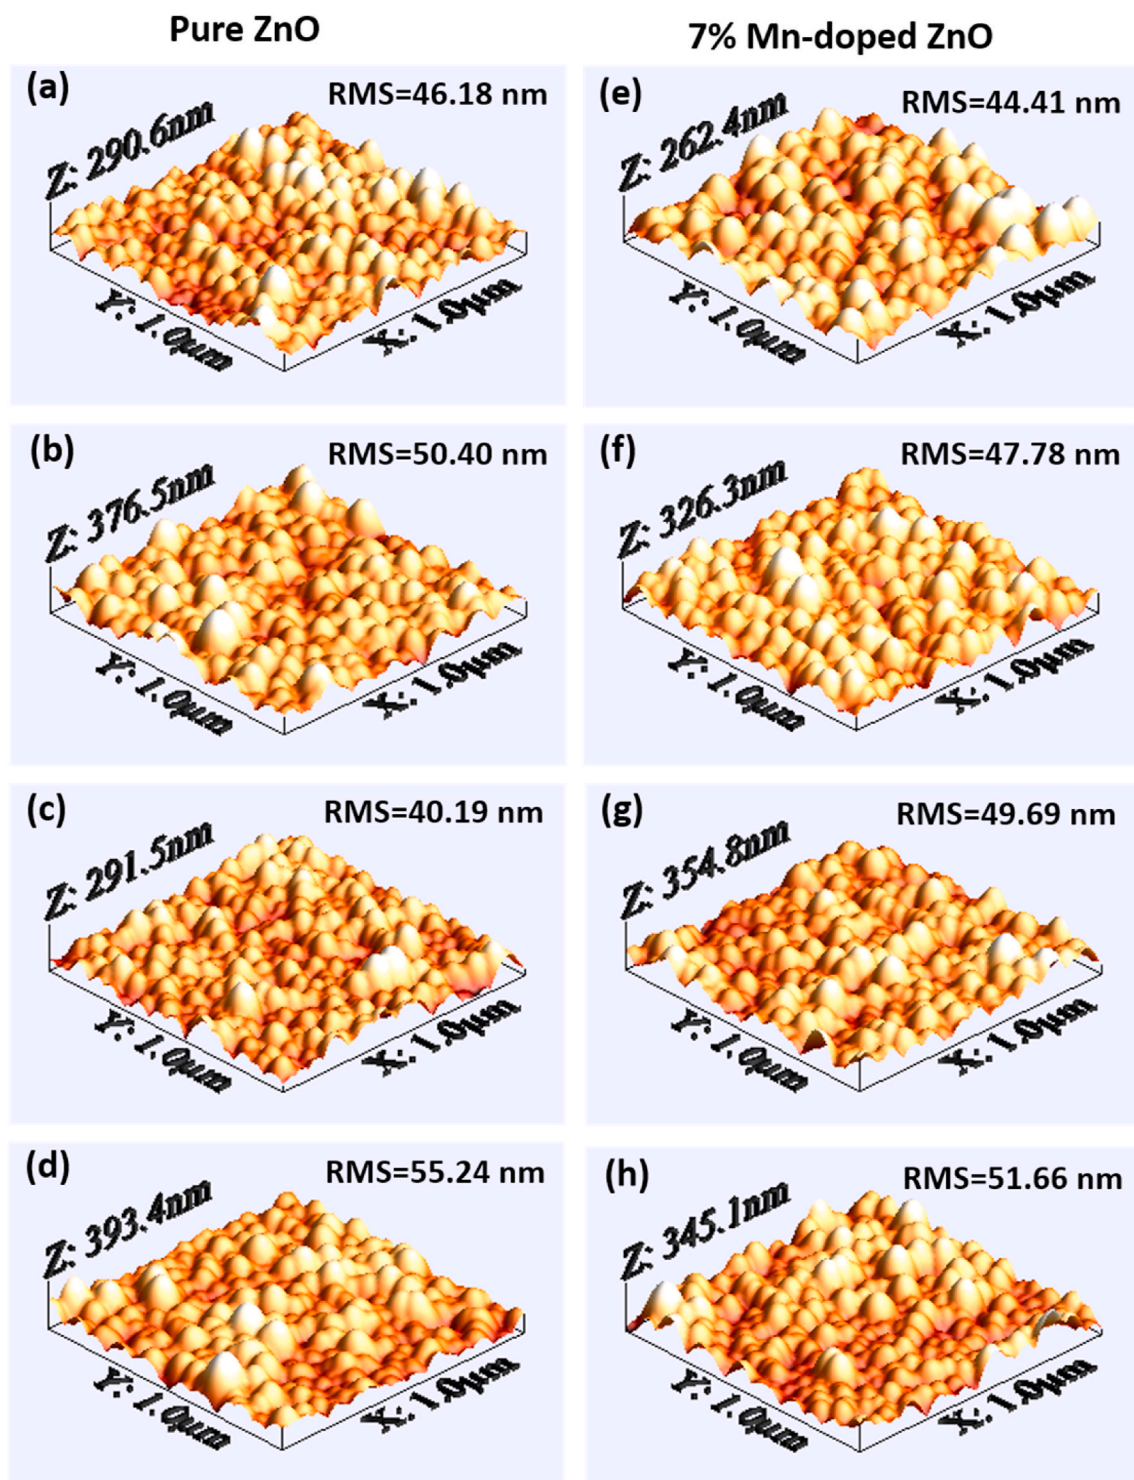 Pure ZnO
7% Mn-doped ZnO
(a)
RMS=46.18 nm
Z: 290.6nm
Y: 1.0µm
X: 1.0µm
(e)
RMS=44.41 nm
Z: 262.4nm
Y: 1.0µm
X: 1.0µm
(b)
RMS=50.40 nm
Z: 376.5nm
Y: 1.0µm
X: 1.0µm
(f)
RMS=47.78 nm
Z: 326.3nm
Y: 1.0µm
X: 1.0µm
(c)
RMS=40.19 nm
Z: 291.5nm
Y: 1.0µm
X: 1.0µm
(g)
RMS=49.69 nm
Z: 354.8nm
Y: 1.0µm
X: 1.0µm
(d)
RMS=55.24 nm
Z: 393.4nm
Y: 1.0µm
X: 1.0µm
(h)
RMS=51.66 nm
Z: 345.1nm
Y: 1.0µm
X: 1.0µm